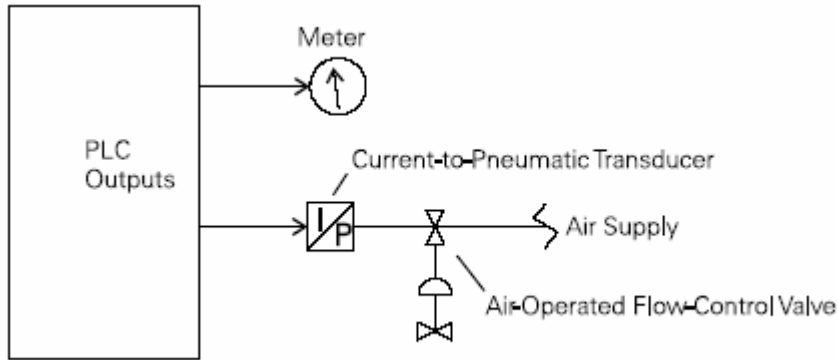 Meter
PLC
Outputs
Current-to-Pneumatic Transducer
I/P
Air Supply
Air-Operated Flow-Control Valve